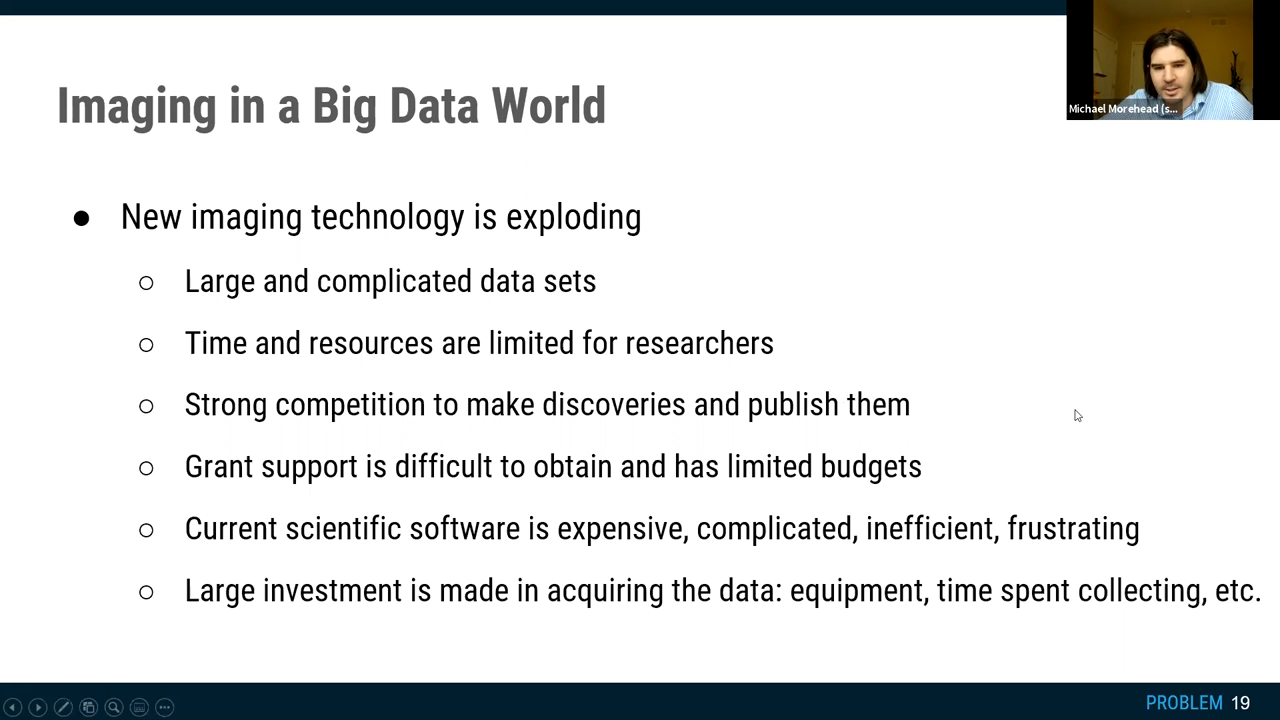 Michael Morehead (s...
Imaging in a Big Data World
● New imaging technology is exploding
○ Large and complicated data sets
○ Time and resources are limited for researchers
○ Strong competition to make discoveries and publish them
○ Grant support is difficult to obtain and has limited budgets
○ Current scientific software is expensive, complicated, inefficient, frustrating
○ Large investment is made in acquiring the data: equipment, time spent collecting, etc.
PROBLEM 19